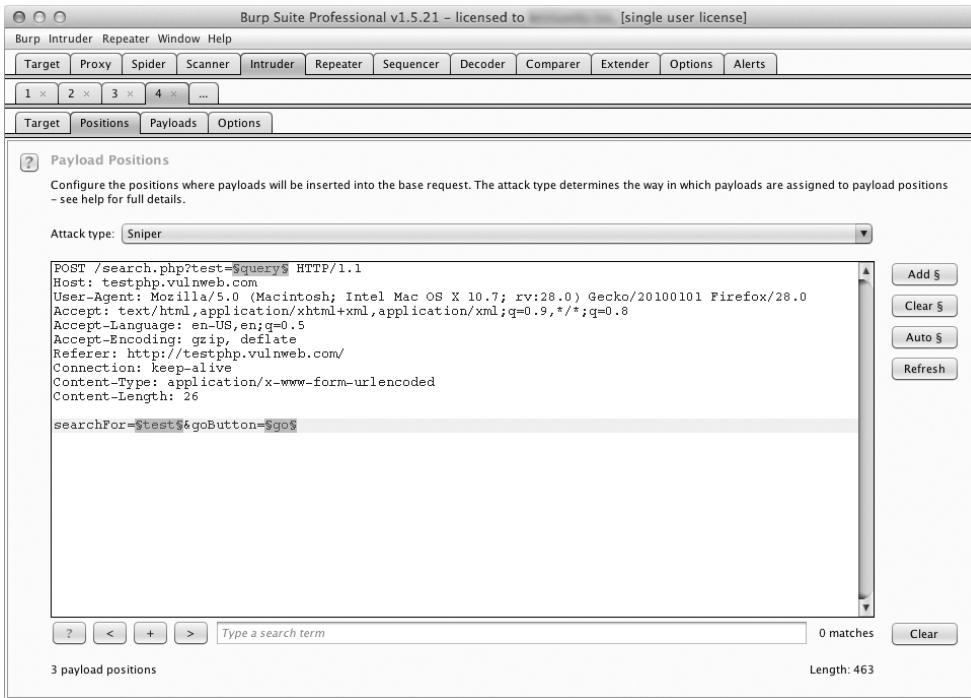 Burp Suite Professional v1.5.21 – licensed to [single user license]
Burp Intruder Repeater Window Help
Target Proxy Spider Scanner Intruder Repeater Sequencer Decoder Comparer Extender Options Alerts
1 × 2 × 3 × 4 × ...
Target Positions Payloads Options
? Payload Positions
Configure the positions where payloads will be inserted into the base request. The attack type determines the way in which payloads are assigned to payload positions
– see help for full details.
Attack type: Sniper
POST /search.php?test=§query§ HTTP/1.1
Host: testphp.vulnweb.com
User-Agent: Mozilla/5.0 (Macintosh; Intel Mac OS X 10.7; rv:28.0) Gecko/20100101 Firefox/28.0
Accept: text/html,application/xhtml+xml,application/xml;q=0.9,*/*;q=0.8
Accept-Language: en-US,en;q=0.5
Accept-Encoding: gzip, deflate
Referer: http://testphp.vulnweb.com/
Connection: keep-alive
Content-Type: application/x-www-form-urlencoded
Content-Length: 26
searchFor=§test§&goButton=§go§
Add §
Clear §
Auto §
Refresh
? < + > Type a search term 0 matches Clear
3 payload positions Length: 463